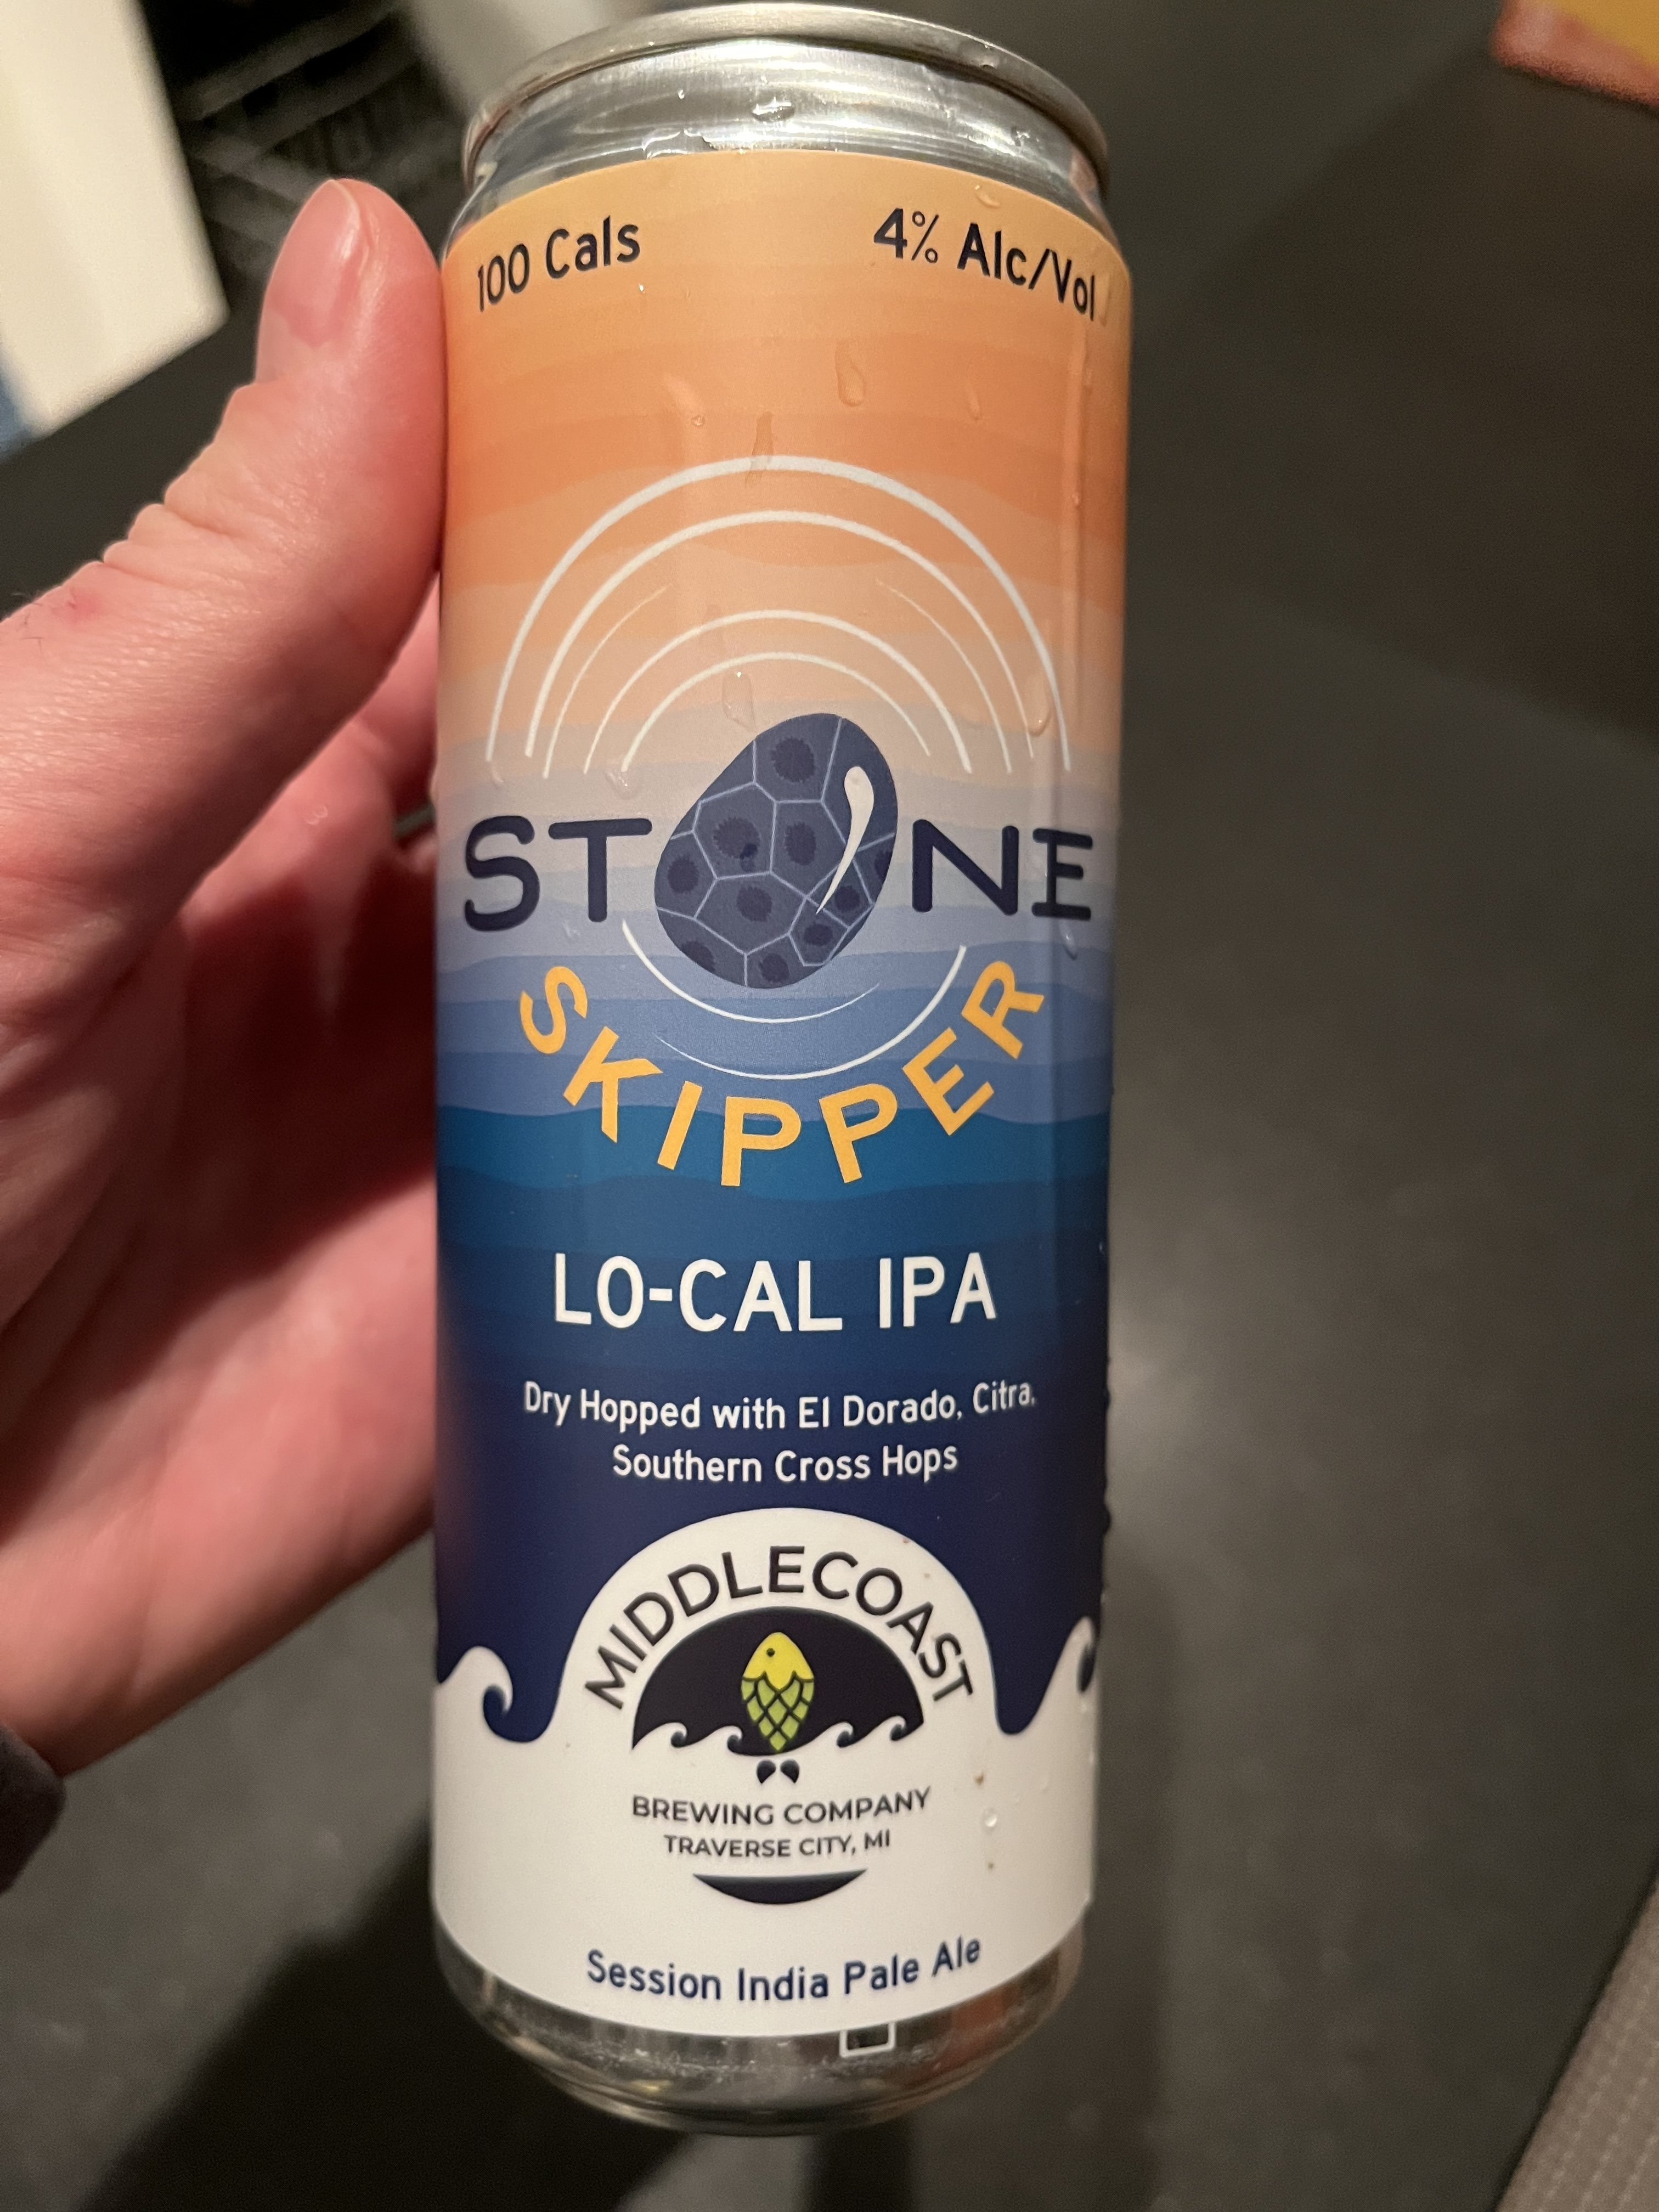 100 Cals
4% Alc/Vol
STONE
SKIPPER
LO-CAL IPA
Dry Hopped with El Dorado, Citra,
Southern Cross Hops
MIDDLECOAST
BREWING COMPANY
TRAVERSE CITY, MI
Session India Pale Ale